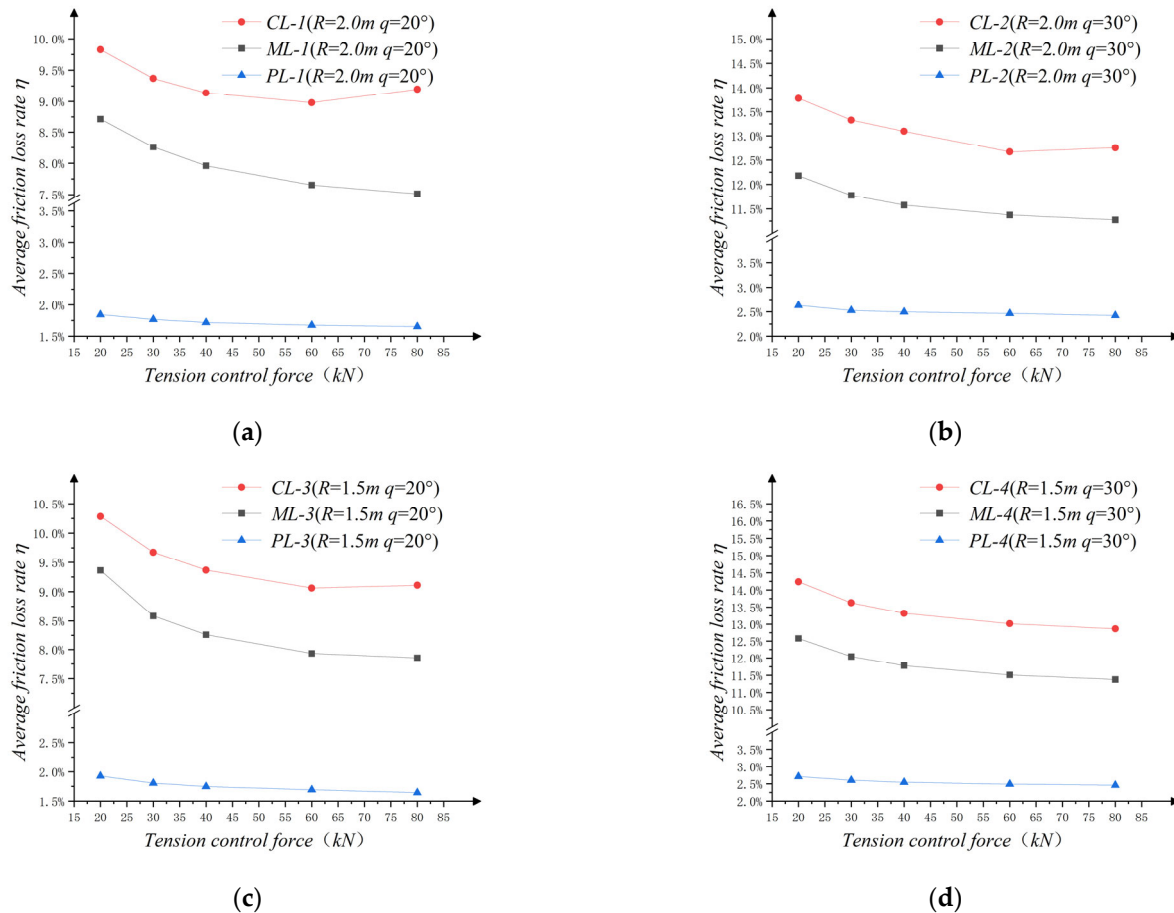 CL-1(R=2.0m q=20°)
ML-1(R=2.0m q=20°)
PL-1(R=2.0m q=20°)
Average friction loss rate η
10.0%
9.5%
9.0%
8.5%
8.0%
7.5%
3.5%
3.0%
2.5%
2.0%
1.5%
15 20 25 30 35 40 45 50 55 60 65 70 75 80 85
Tension control force（kN）
(a)
CL-2(R=2.0m q=30°)
ML-2(R=2.0m q=30°)
PL-2(R=2.0m q=30°)
Average friction loss rate η
15.0%
14.5%
14.0%
13.5%
13.0%
12.5%
12.0%
11.5%
3.5%
3.0%
2.5%
2.0%
15 20 25 30 35 40 45 50 55 60 65 70 75 80 85
Tension control force（kN）
(b)
CL-3(R=1.5m q=20°)
ML-3(R=1.5m q=20°)
PL-3(R=1.5m q=20°)
Average friction loss rate η
10.5%
10.0%
9.5%
9.0%
8.5%
8.0%
7.5%
2.5%
2.0%
1.5%
15 20 25 30 35 40 45 50 55 60 65 70 75 80 85
Tension control force（kN）
(c)
CL-4(R=1.5m q=30°)
ML-4(R=1.5m q=30°)
PL-4(R=1.5m q=30°)
Average friction loss rate η
16.5%
16.0%
15.5%
15.0%
14.5%
14.0%
13.5%
13.0%
12.5%
12.0%
11.5%
11.0%
10.5%
3.5%
3.0%
2.5%
2.0%
15 20 25 30 35 40 45 50 55 60 65 70 75 80 85
Tension control force（kN）
(d)